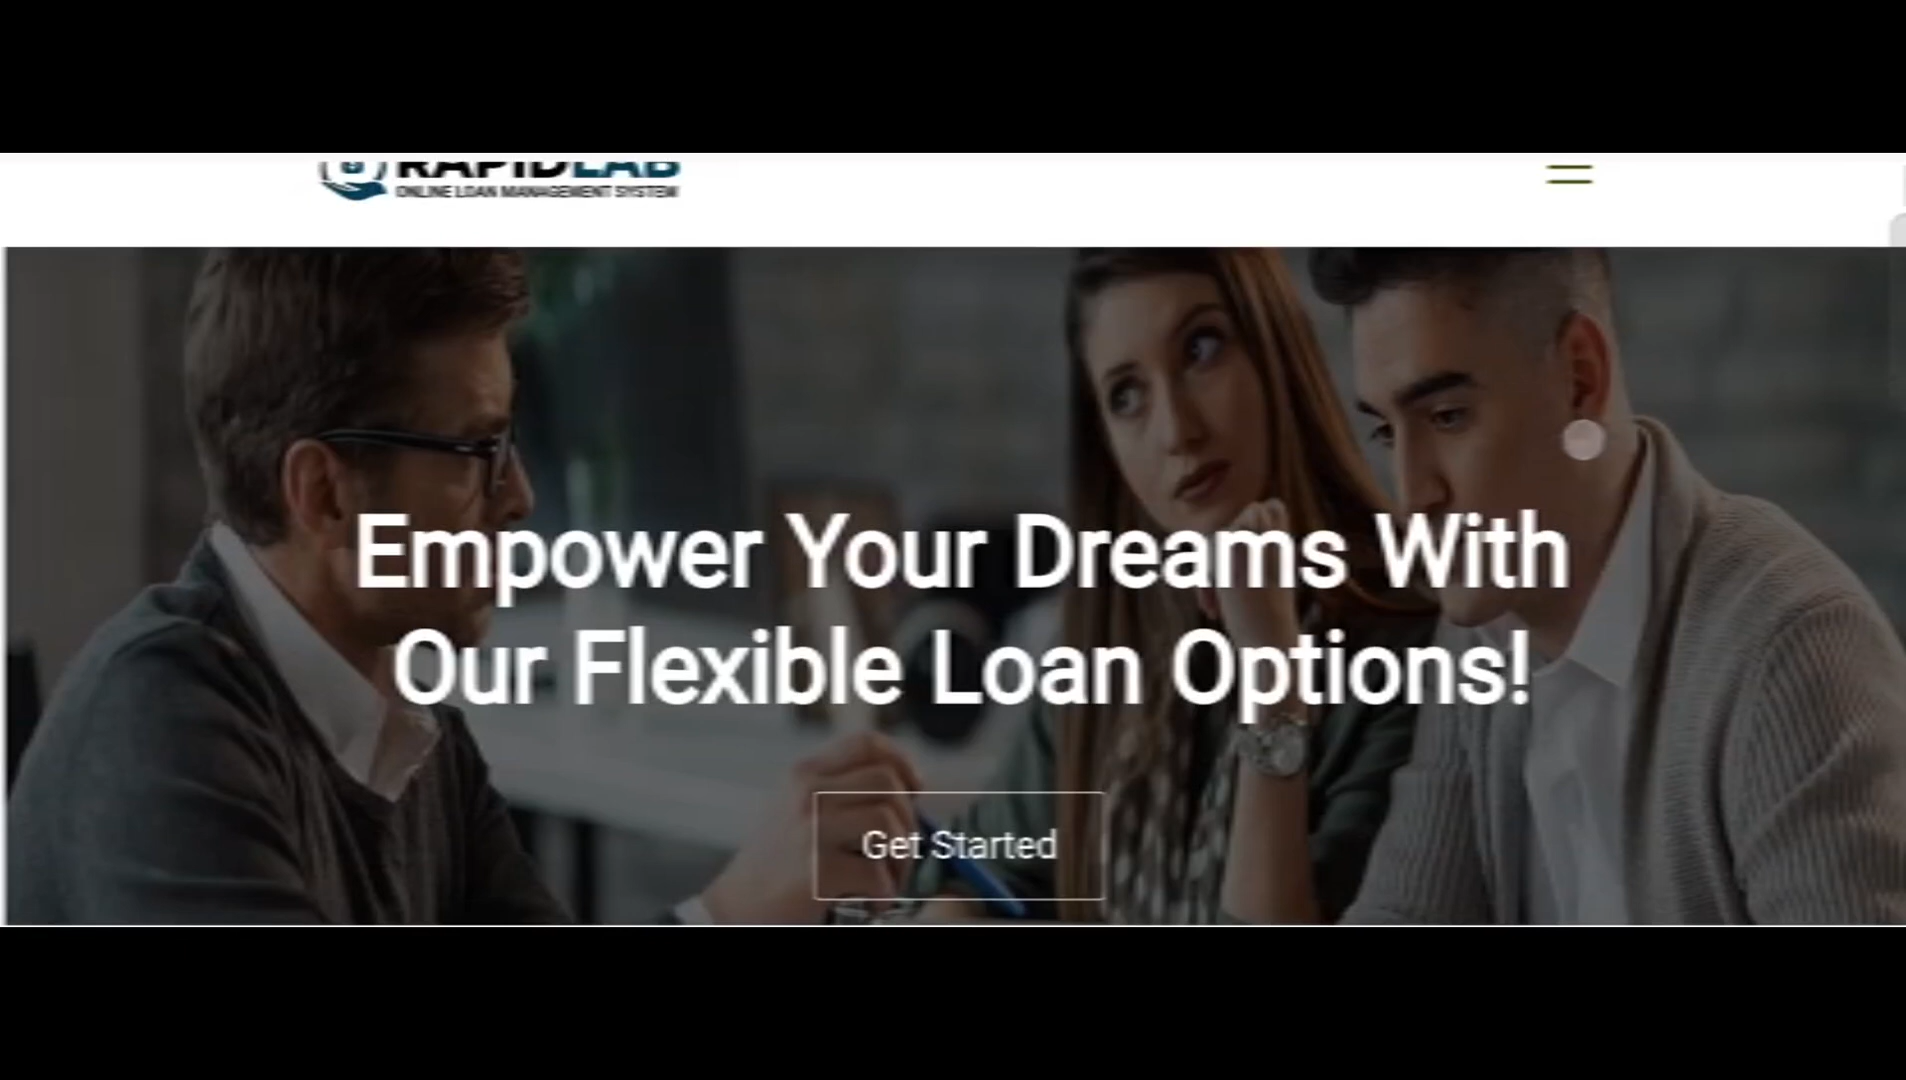 RAPIDLAB
ONLINE LOAN MANAGEMENT SYSTEM
Empower Your Dreams With
Our Flexible Loan Options!
Get Started